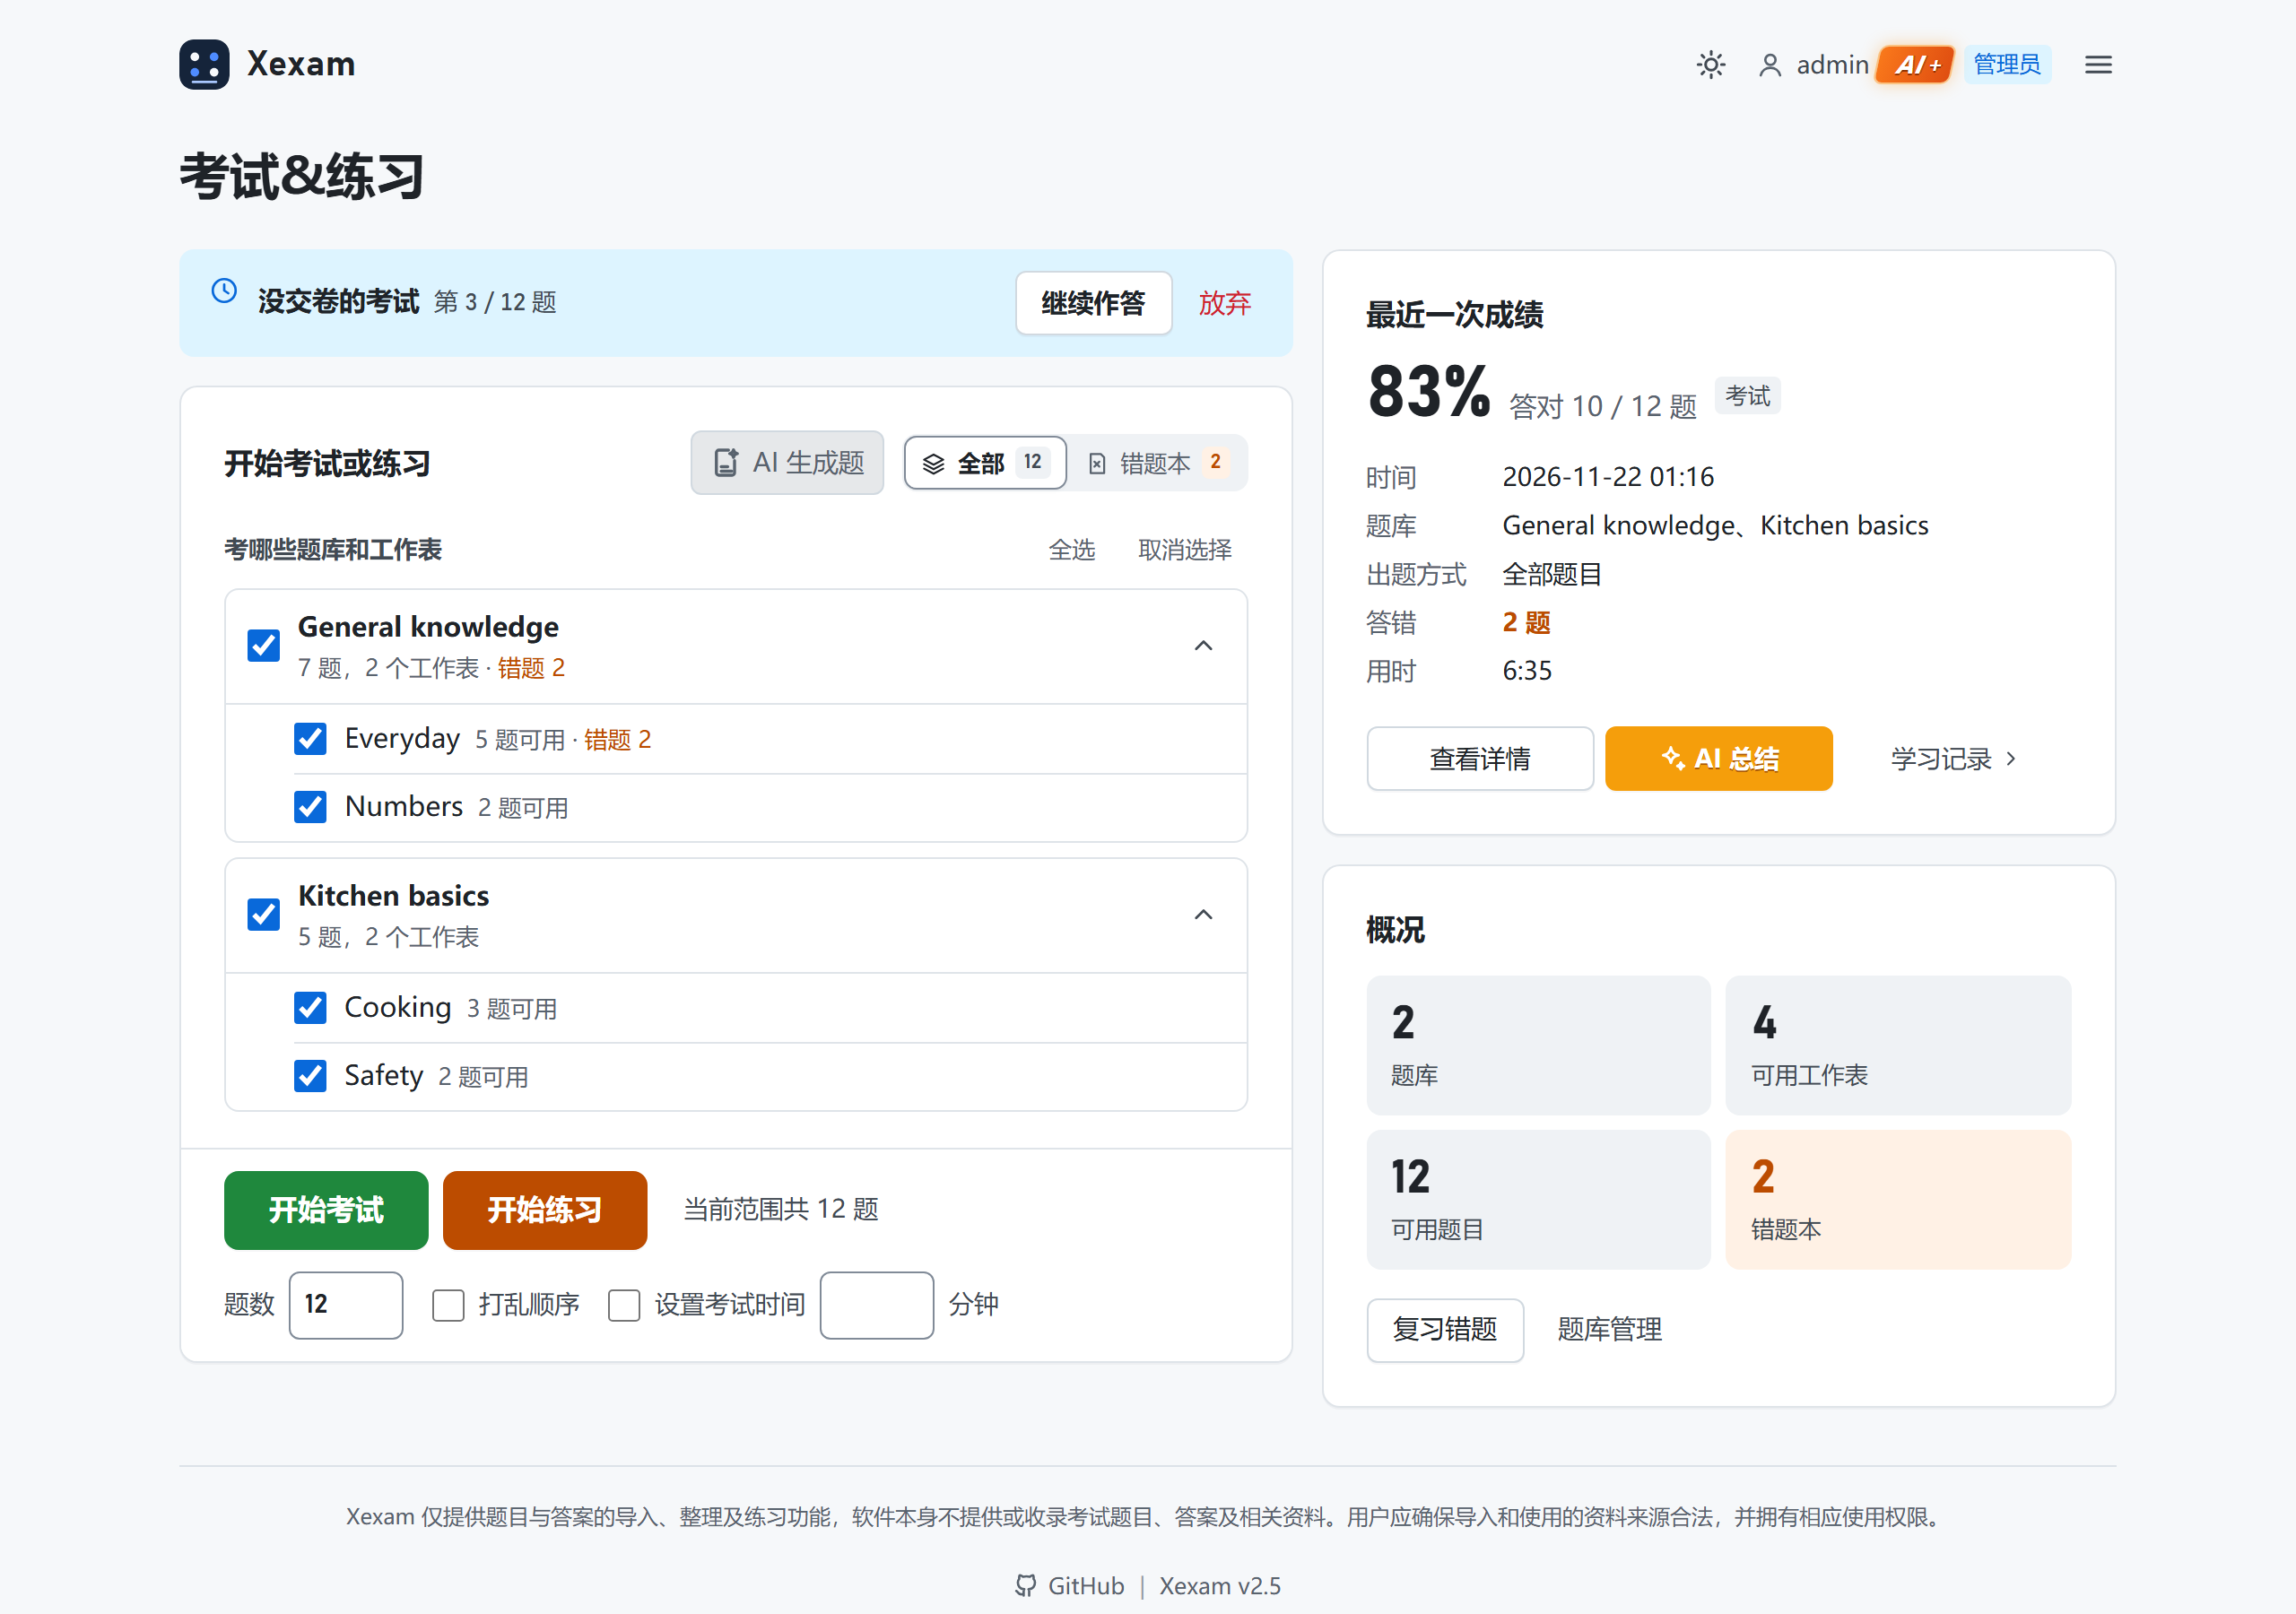 Xexam
admin AI+ 管理员
考试&练习
没交卷的考试 第 3 / 12 题 继续作答 放弃
开始考试或练习 AI 生成题 全部 12 错题本 2
考哪些题库和工作表 全选 取消选择
General knowledge
7 题，2 个工作表 · 错题 2
Everyday 5 题可用 · 错题 2
Numbers 2 题可用
Kitchen basics
5 题，2 个工作表
Cooking 3 题可用
Safety 2 题可用
开始考试 开始练习 当前范围共 12 题
题数 12 打乱顺序 设置考试时间 分钟
最近一次成绩
83% 答对 10 / 12 题 考试
时间 2026-11-22 01:16
题库 General knowledge、Kitchen basics
出题方式 全部题目
答错 2 题
用时 6:35
查看详情 AI 总结 学习记录
概况
2 4
题库 可用工作表
12 2
可用题目 错题本
复习错题 题库管理
Xexam 仅提供题目与答案的导入、整理及练习功能，软件本身不提供或收录考试题目、答案及相关资料。用户应确保导入和使用的资料来源合法，并拥有相应使用权限。
GitHub | Xexam v2.5